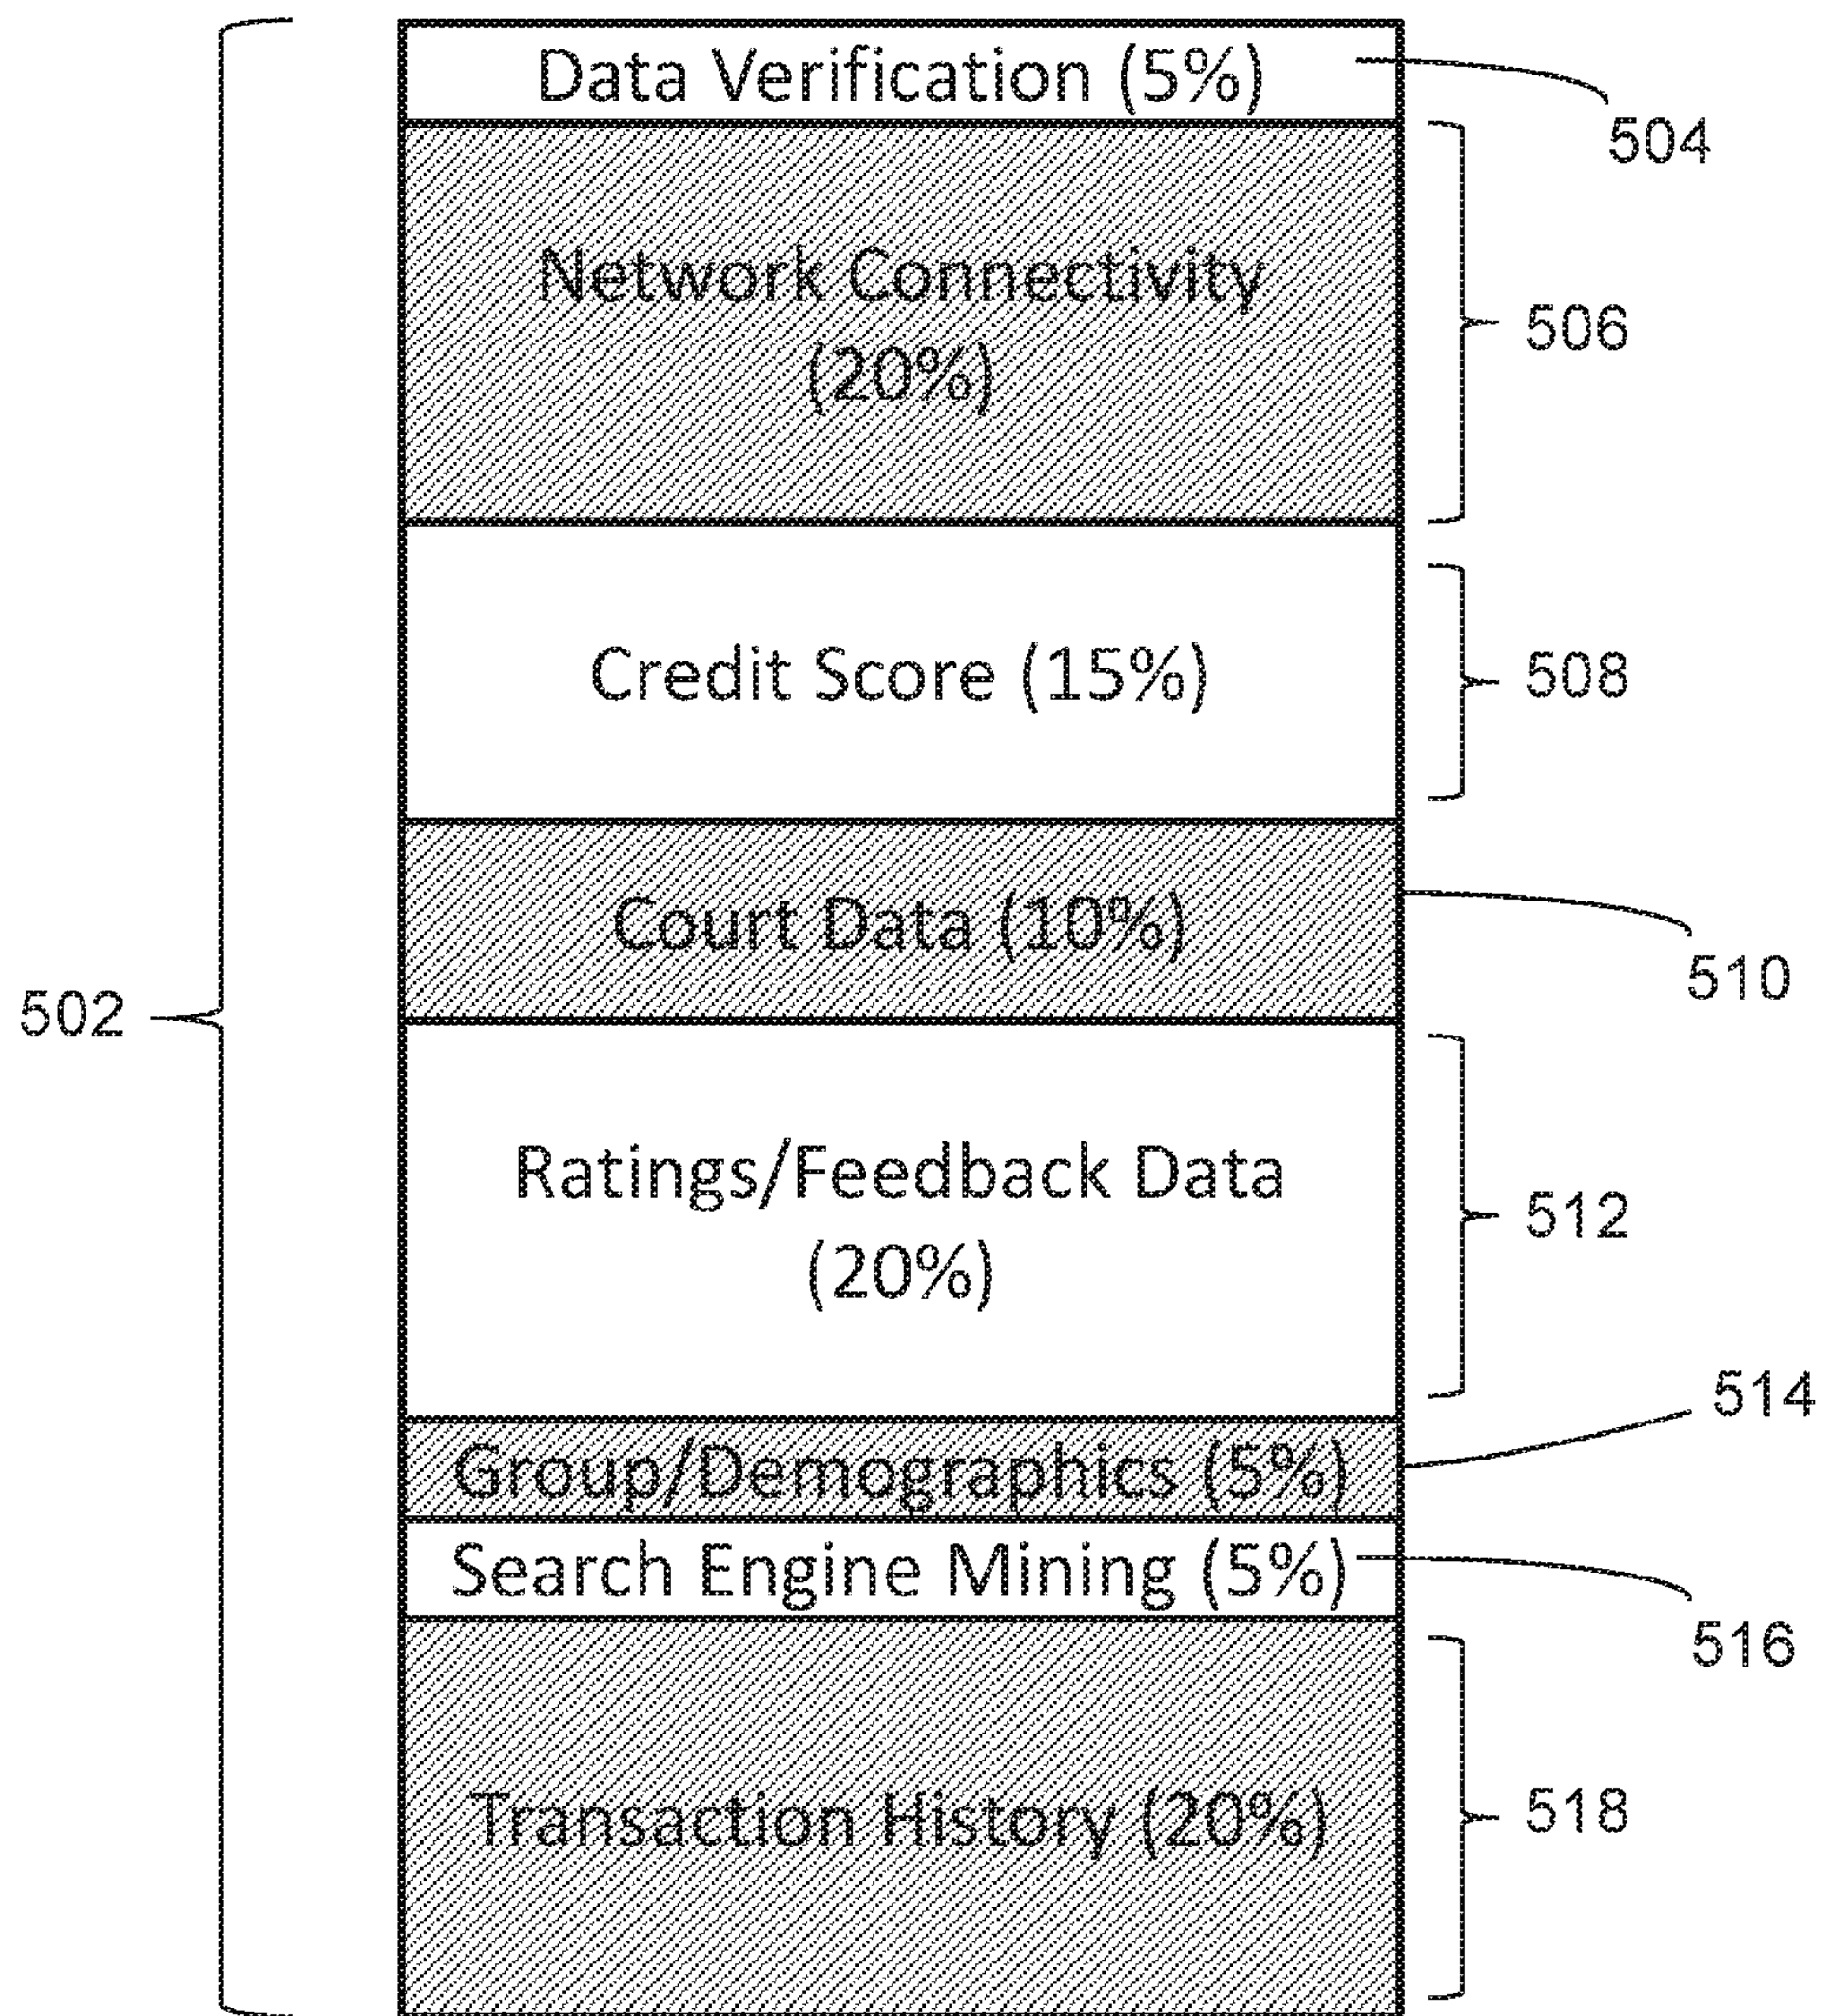 Data Verification (5%)
504
Network Connectivity
(20%)
506
Credit Score (15%)
508
Court Data (10%)
510
502
Ratings/Feedback Data
(20%)
512
514
Group/Demographics (5%)
Search Engine Mining (5%)
516
Transaction History (20%)
518